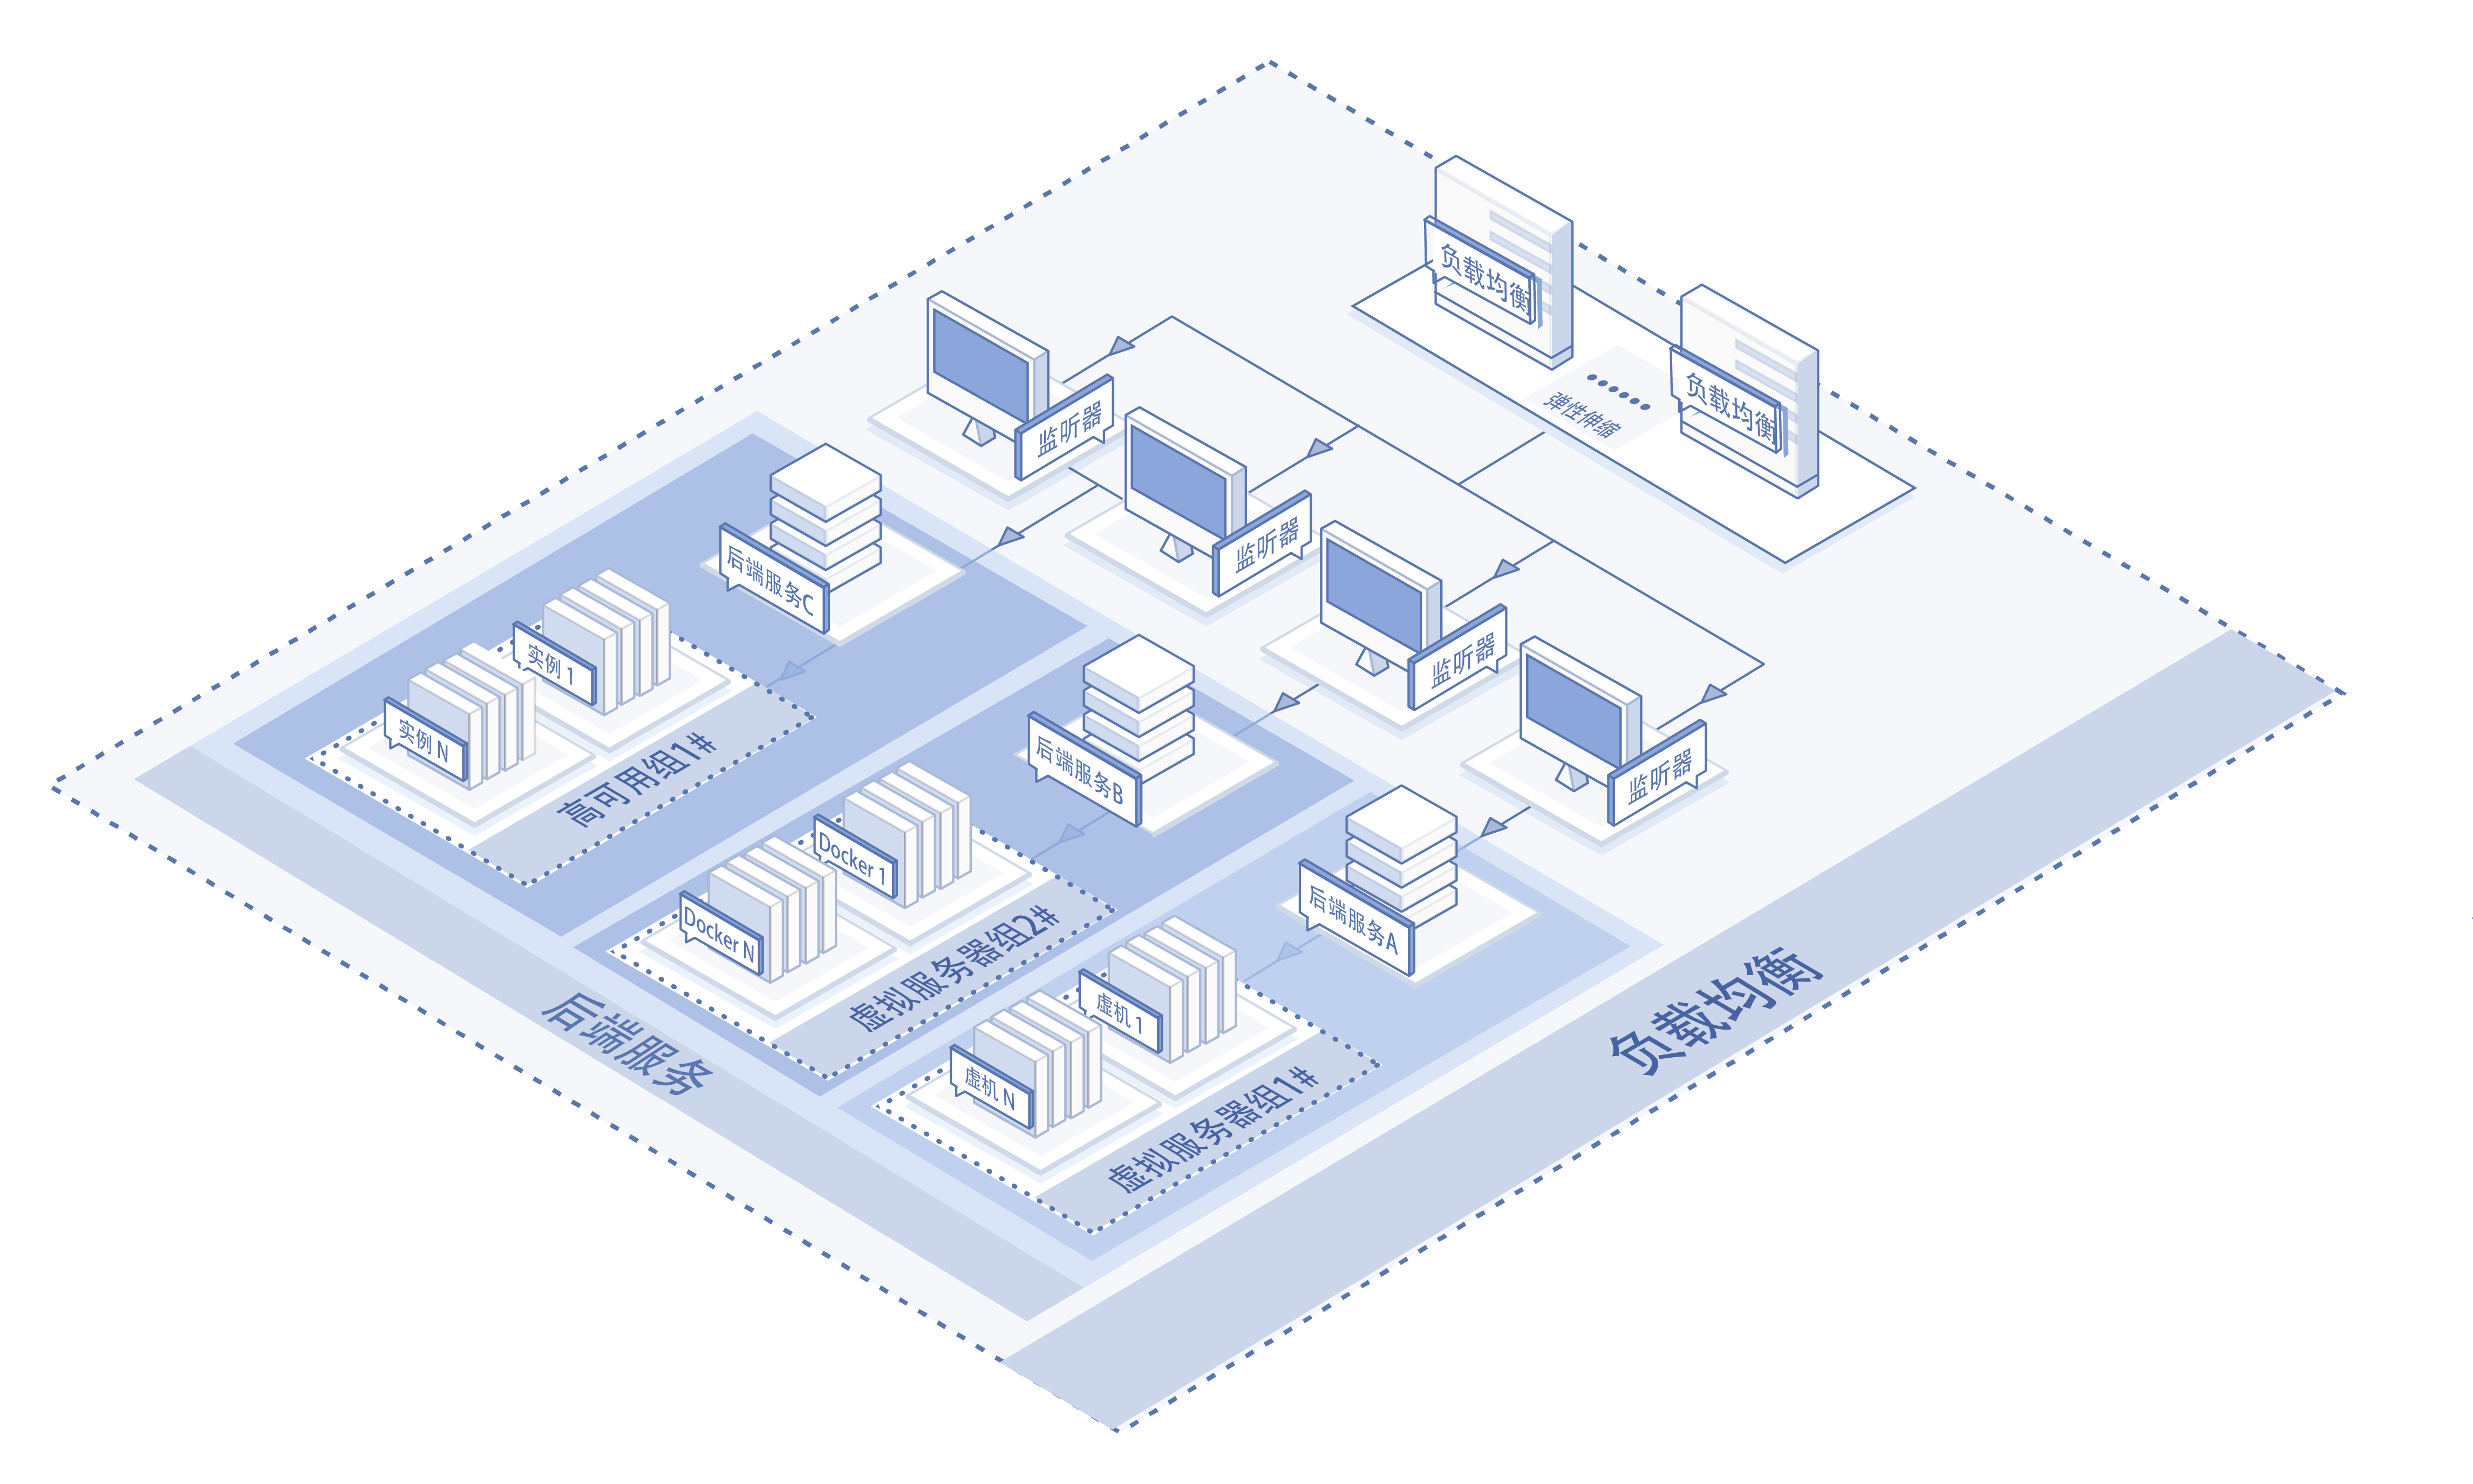 负载均衡
负载均衡
弹性伸缩
监听器
监听器
监听器
监听器
后端服务C
实例 1
实例 N
高可用组1#
后端服务B
Docker 1
Docker N
虚拟服务器组2#
后端服务A
虚机 1
虚机 N
虚拟服务器组1#
后端服务
负载均衡